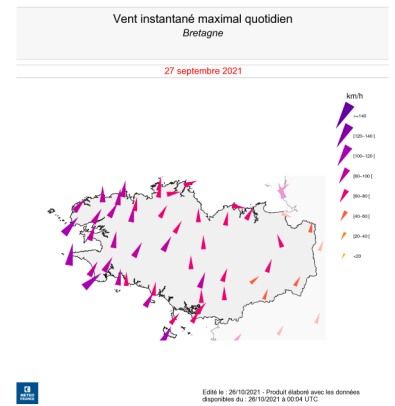 Vent instantané maximal quotidien
Bretagne
27 septembre 2021
km/h
>=140
[120–140[
[100–120[
[80–100[
[60–80[
[40–60[
[20–40[
<20
METEO
FRANCE
Edité le : 26/10/2021 - Produit élaboré avec les données
disponibles du : 26/10/2021 à 00:04 UTC